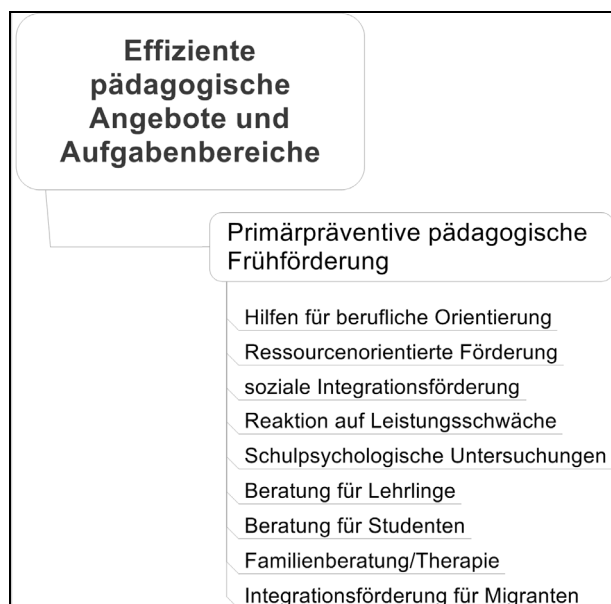 Effiziente
pädagogische
Angebote und
Aufgabenbereiche
Primärpräventive pädagogische
Frühförderung
Hilfen für berufliche Orientierung
Ressourcenorientierte Förderung
soziale Integrationsförderung
Reaktion auf Leistungsschwäche
Schulpsychologische Untersuchungen
Beratung für Lehrlinge
Beratung für Studenten
Familienberatung/Therapie
Integrationsförderung für Migranten